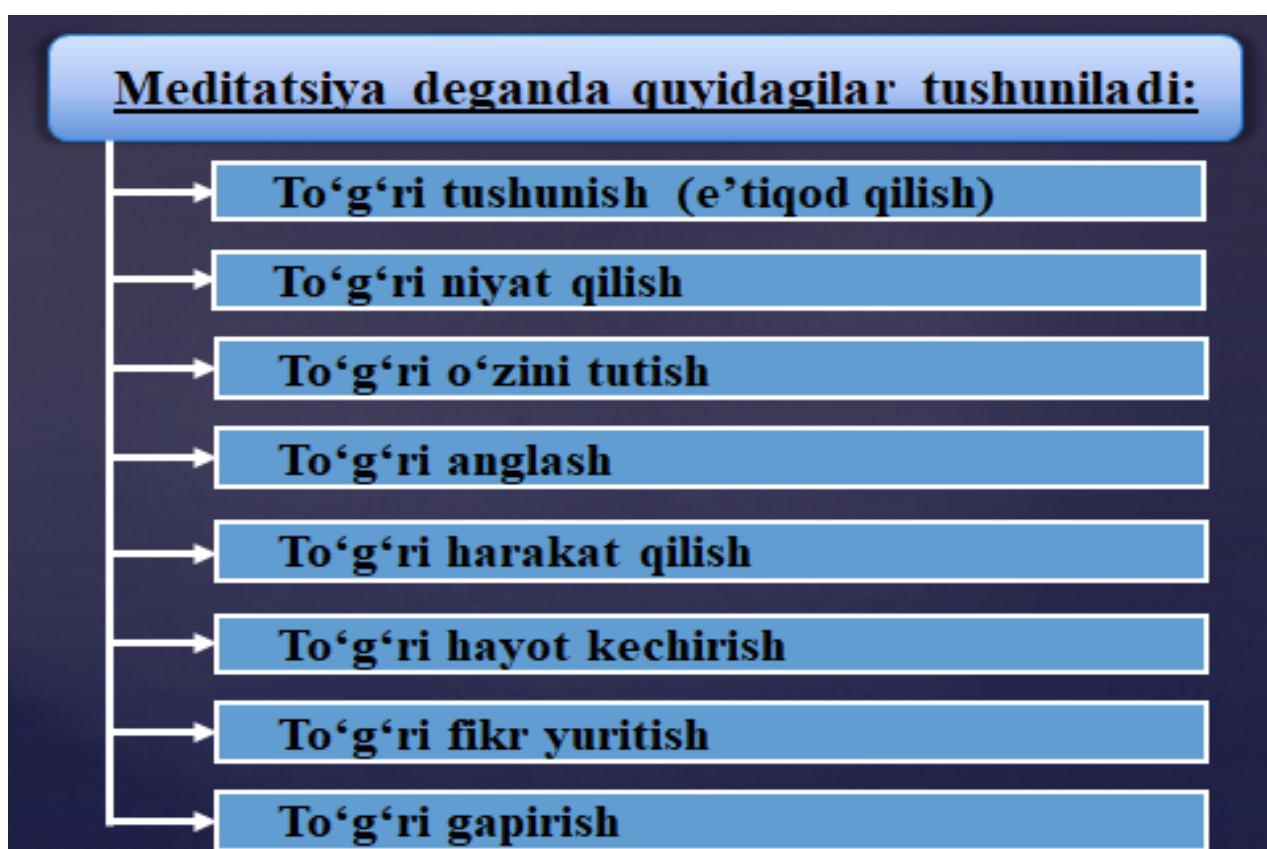 Meditatsiya deganda quyidagilar tushuniladi:
To‘g‘ri tushunish (e’tiqod qilish)
To‘g‘ri niyat qilish
To‘g‘ri o‘zini tutish
To‘g‘ri anglash
To‘g‘ri harakat qilish
To‘g‘ri hayot kechirish
To‘g‘ri fikr yuritish
To‘g‘ri gapirish